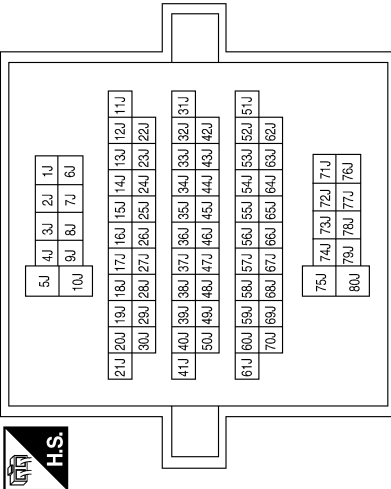 H.S.
5J 4J 3J 2J 1J
10J 9J 8J 7J 6J
21J 20J 19J 18J 17J 16J 15J 14J 13J 12J 11J
30J 29J 28J 27J 26J 25J 24J 23J 22J
41J 40J 39J 38J 37J 36J 35J 34J 33J 32J 31J
50J 49J 48J 47J 46J 45J 44J 43J 42J
61J 60J 59J 58J 57J 56J 55J 54J 53J 52J 51J
70J 69J 68J 67J 66J 65J 64J 63J 62J
75J 74J 73J 72J 71J
80J 79J 78J 77J 76J